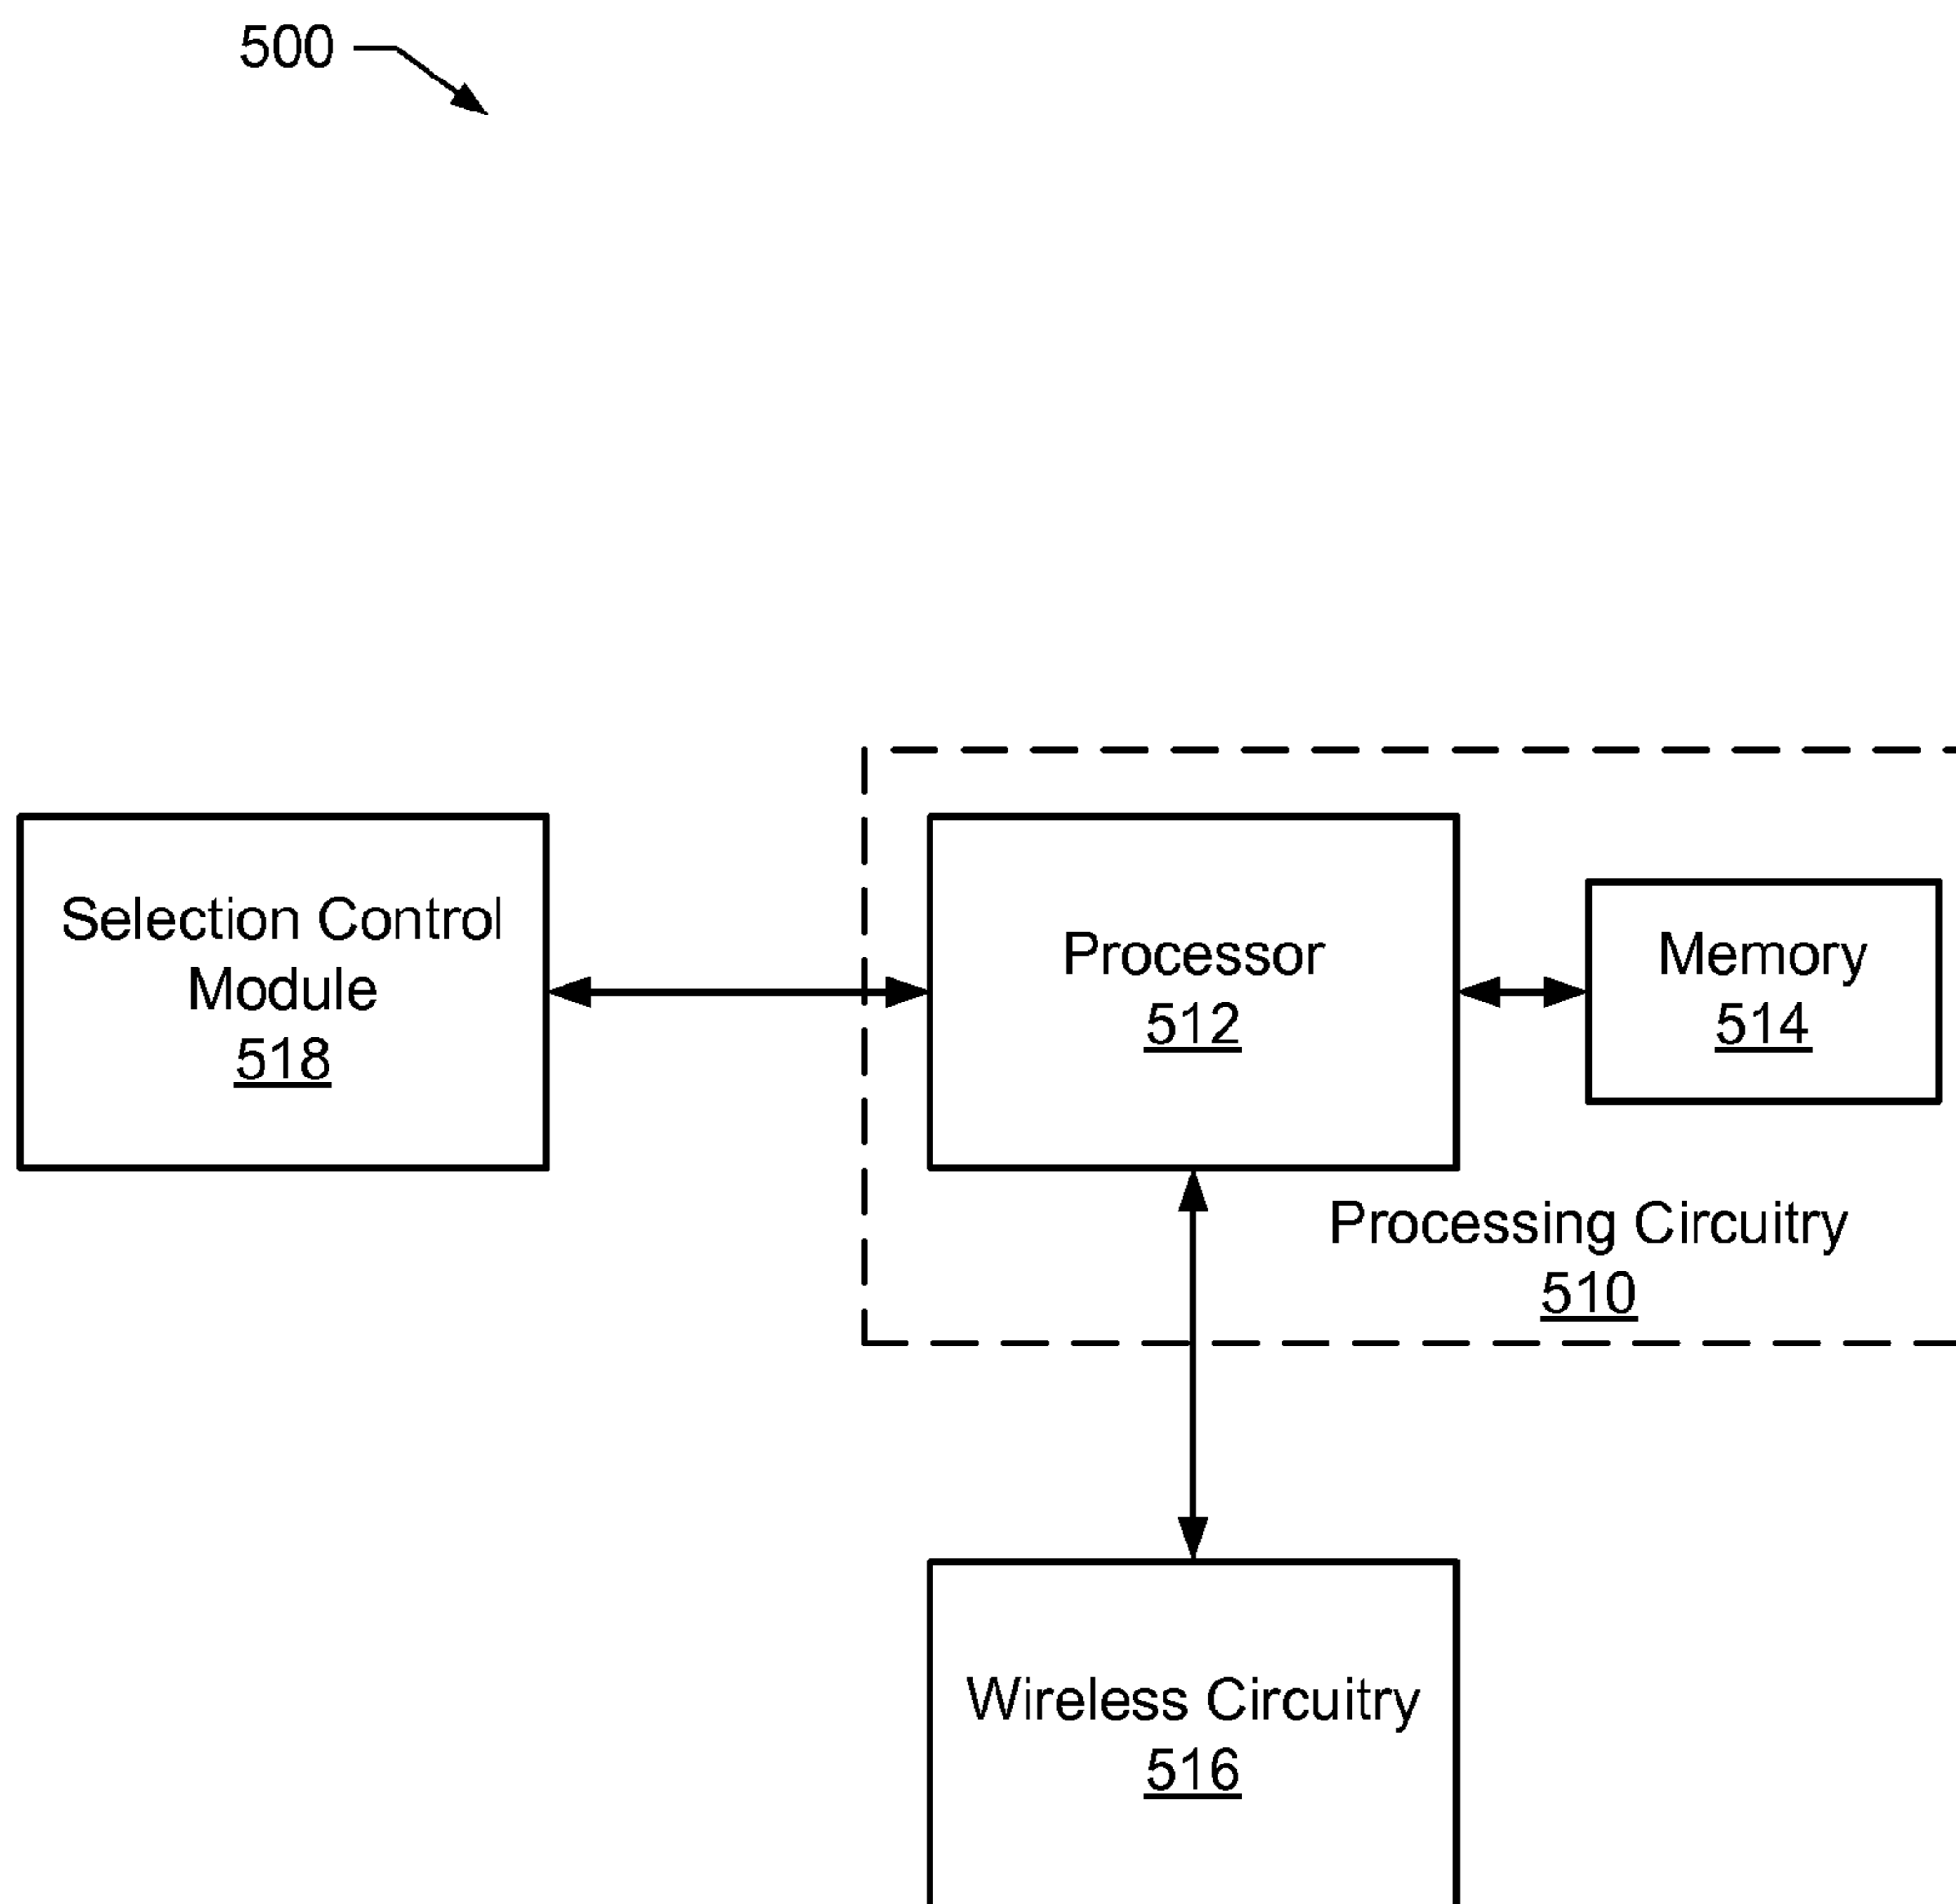 500
Selection Control
Module
518
Processor
512
Memory
514
Processing Circuitry
510
Wireless Circuitry
516